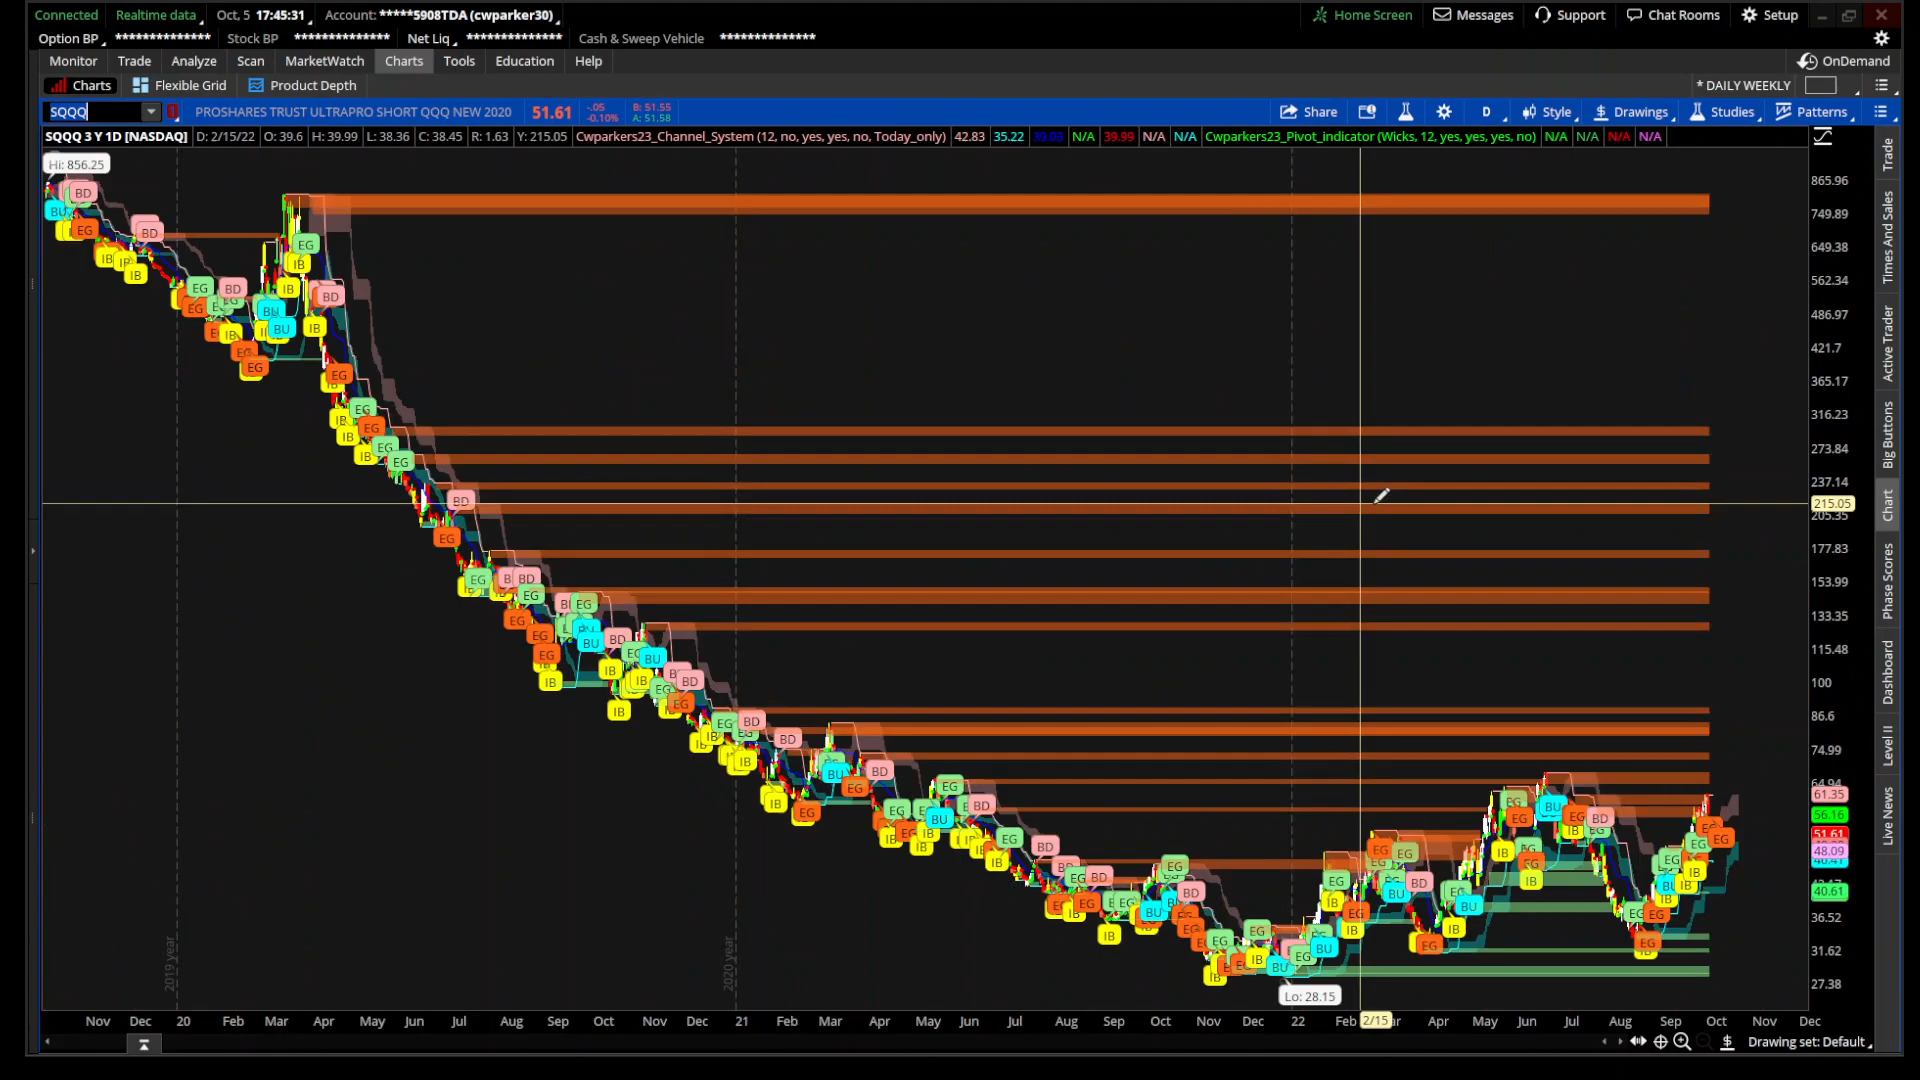 Connected Realtime data Oct, 5 17:45:31 Account: *****5908TDA (cwparker30) Home Screen Messages Support Chat Rooms Setup
Option BP ************** Stock BP ************** Net Liq ************** Cash & Sweep Vehicle **************
Monitor Trade Analyze Scan MarketWatch Charts Tools Education Help OnDemand
Charts Flexible Grid Product Depth * DAILY WEEKLY
SQQQ PROSHARES TRUST ULTRAPRO SHORT QQQ NEW 2020 51.61 -.05 -0.10% B: 51.55 A: 51.58 Share D Style Drawings Studies Patterns
SQQQ 3 Y 1D [NASDAQ] D: 2/15/22 O: 39.6 H: 39.99 L: 38.36 C: 38.45 R: 1.63 Y: 215.05 Cwparkers23_Channel_System (12, no, yes, yes, no, Today_only) 42.83 35.22 39.03 N/A 39.99 N/A N/A Cwparkers23_Pivot_indicator (Wicks, 12, yes, yes, yes, no) N/A N/A N/A N/A
Hi: 856.25
865.96
749.89
649.38
562.34
486.97
421.7
365.17
316.23
273.84
237.14
215.05
205.35
177.83
153.99
133.35
115.48
100
86.6
74.99
64.94
61.35
56.16
51.61
48.09
40.61
36.52
31.62
27.38
Lo: 28.15
2019 year
2020 year
Nov Dec 20 Feb Mar Apr May Jun Jul Aug Sep Oct Nov Dec 21 Feb Mar Apr May Jun Jul Aug Sep Oct Nov Dec 22 Feb 2/15 Apr May Jun Jul Aug Sep Oct Nov Dec
Drawing set: Default
Trade
Times And Sales
Active Trader
Big Buttons
Chart
Phase Scores
Dashboard
Level II
Live News